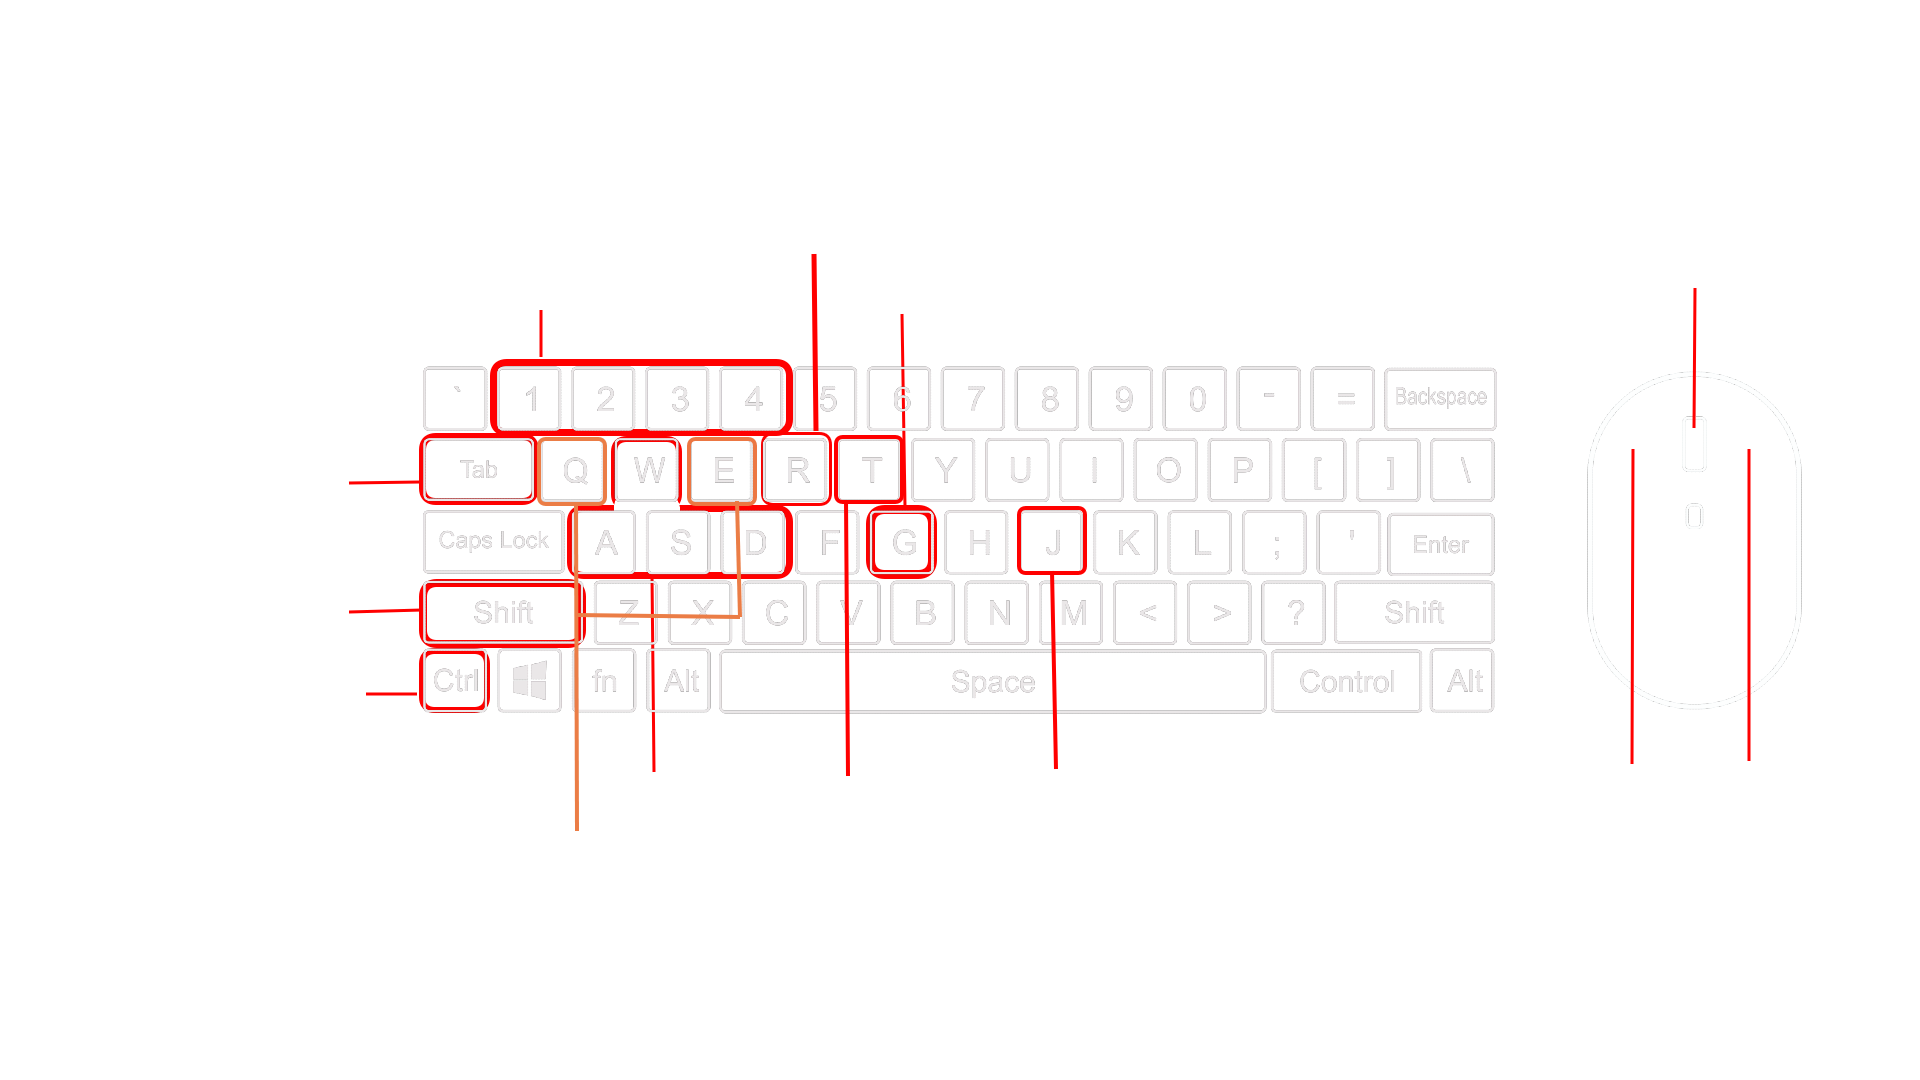 ` 1 2 3 4 5 6 7 8 9 0 - = Backspace
Tab Q W E R T Y U I O P [ ] \
Caps Lock A S D F G H J K L ; ' Enter
Shift Z X C V B N M < > ? Shift
Ctrl fn Alt Space Control Alt